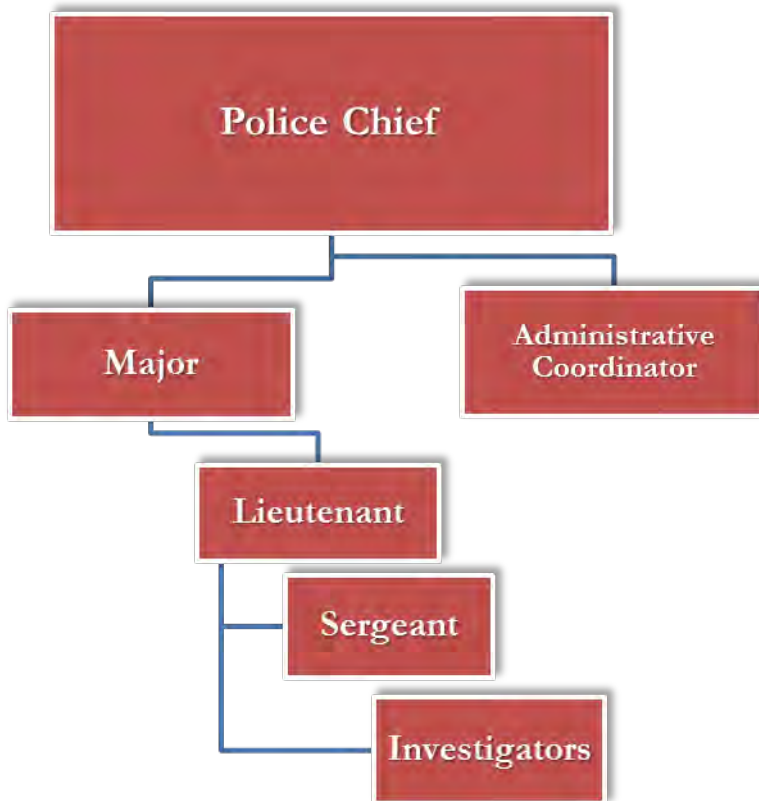 Police Chief
Major
Administrative
Coordinator
Lieutenant
Sergeant
Investigators